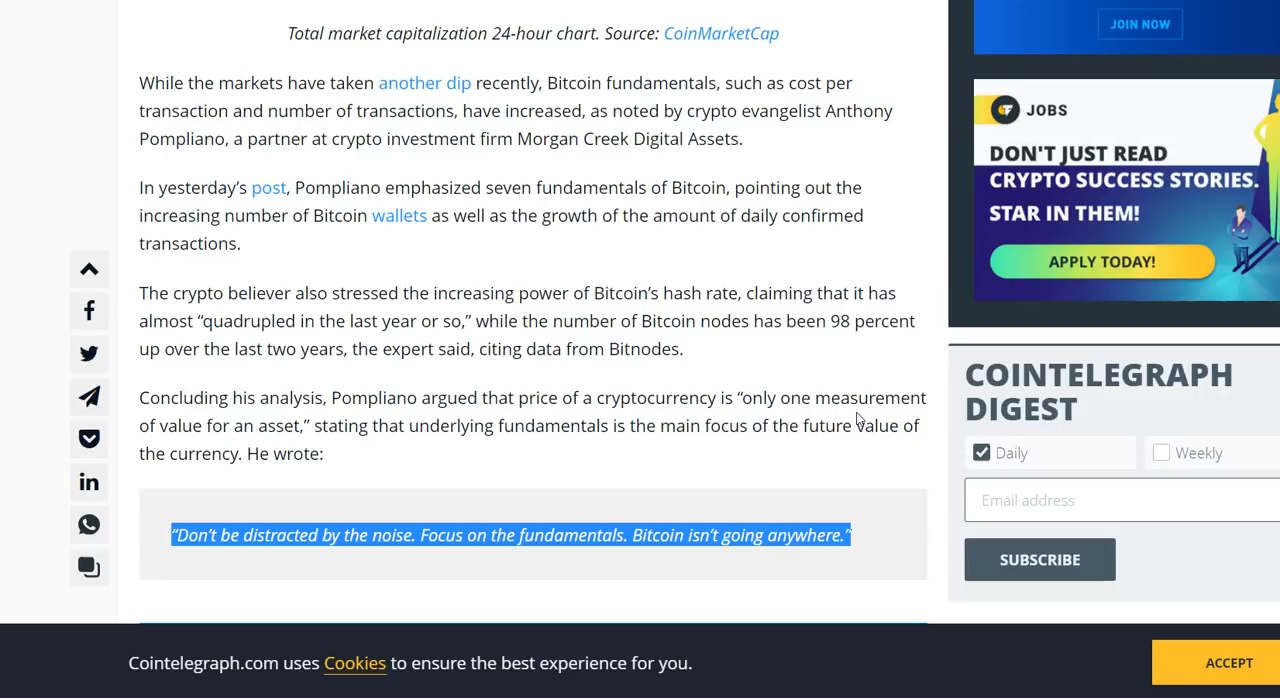 Total market capitalization 24-hour chart. Source: CoinMarketCap
While the markets have taken another dip recently, Bitcoin fundamentals, such as cost per
transaction and number of transactions, have increased, as noted by crypto evangelist Anthony
Pompliano, a partner at crypto investment firm Morgan Creek Digital Assets.
In yesterday’s post, Pompliano emphasized seven fundamentals of Bitcoin, pointing out the
increasing number of Bitcoin wallets as well as the growth of the amount of daily confirmed
transactions.
The crypto believer also stressed the increasing power of Bitcoin’s hash rate, claiming that it has
almost “quadrupled in the last year or so,” while the number of Bitcoin nodes has been 98 percent
up over the last two years, the expert said, citing data from Bitnodes.
Concluding his analysis, Pompliano argued that price of a cryptocurrency is “only one measurement
of value for an asset,” stating that underlying fundamentals is the main focus of the future value of
the currency. He wrote:
“Don’t be distracted by the noise. Focus on the fundamentals. Bitcoin isn’t going anywhere.”
JOIN NOW
JOBS
DON'T JUST READ
CRYPTO SUCCESS STORIES.
STAR IN THEM!
APPLY TODAY!
COINTELEGRAPH
DIGEST
Daily
Weekly
Email address
SUBSCRIBE
Cointelegraph.com uses Cookies to ensure the best experience for you.
ACCEPT